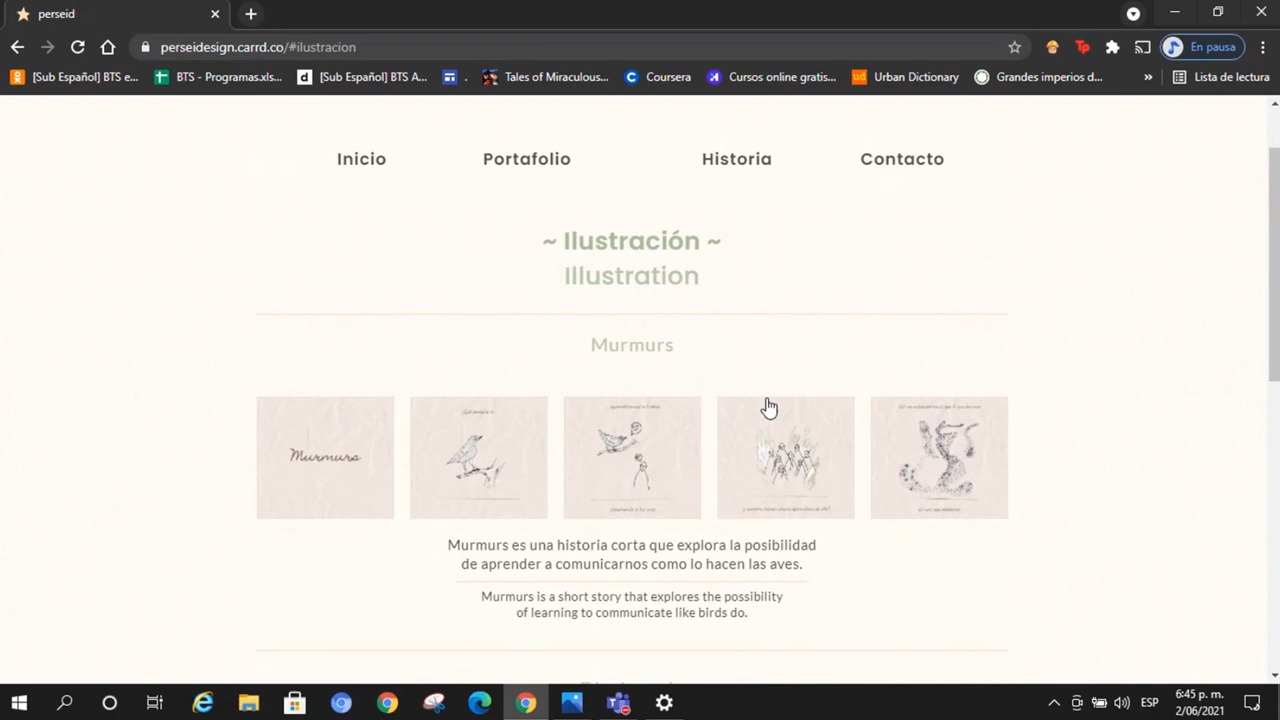 perseid
perseidesign.carrd.co/#ilustracion
En pausa
[Sub Español] BTS e...
BTS - Programas.xls...
[Sub Español] BTS A...
.
Tales of Miraculous...
Coursera
Cursos online gratis...
Urban Dictionary
Grandes imperios d...
»
Lista de lectura
Inicio
Portafolio
Historia
Contacto
~ Ilustración ~
Illustration
Murmurs
Murmurs
Murmurs es una historia corta que explora la posibilidad
de aprender a comunicarnos como lo hacen las aves.
Murmurs is a short story that explores the possibility
of learning to communicate like birds do.
ESP
6:45 p. m.
2/06/2021